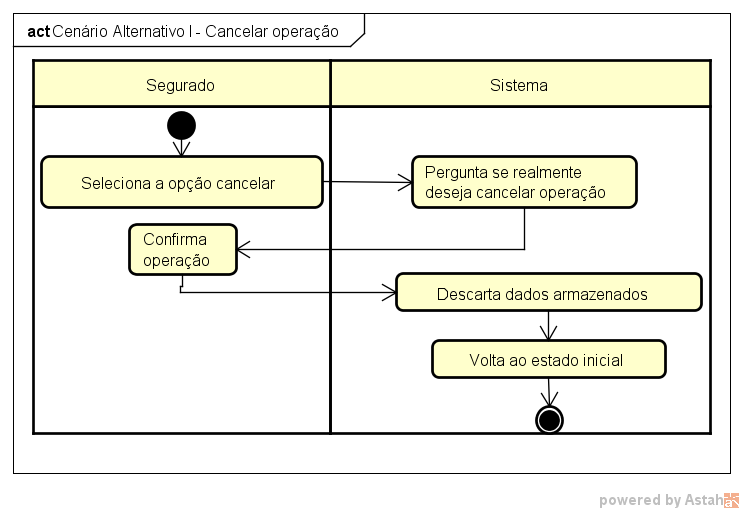 act Cenário Alternativo I - Cancelar operação
Segurado
Sistema
Seleciona a opção cancelar
Pergunta se realmente
deseja cancelar operação
Confirma
operação
Descarta dados armazenados
Volta ao estado inicial
powered by Astah